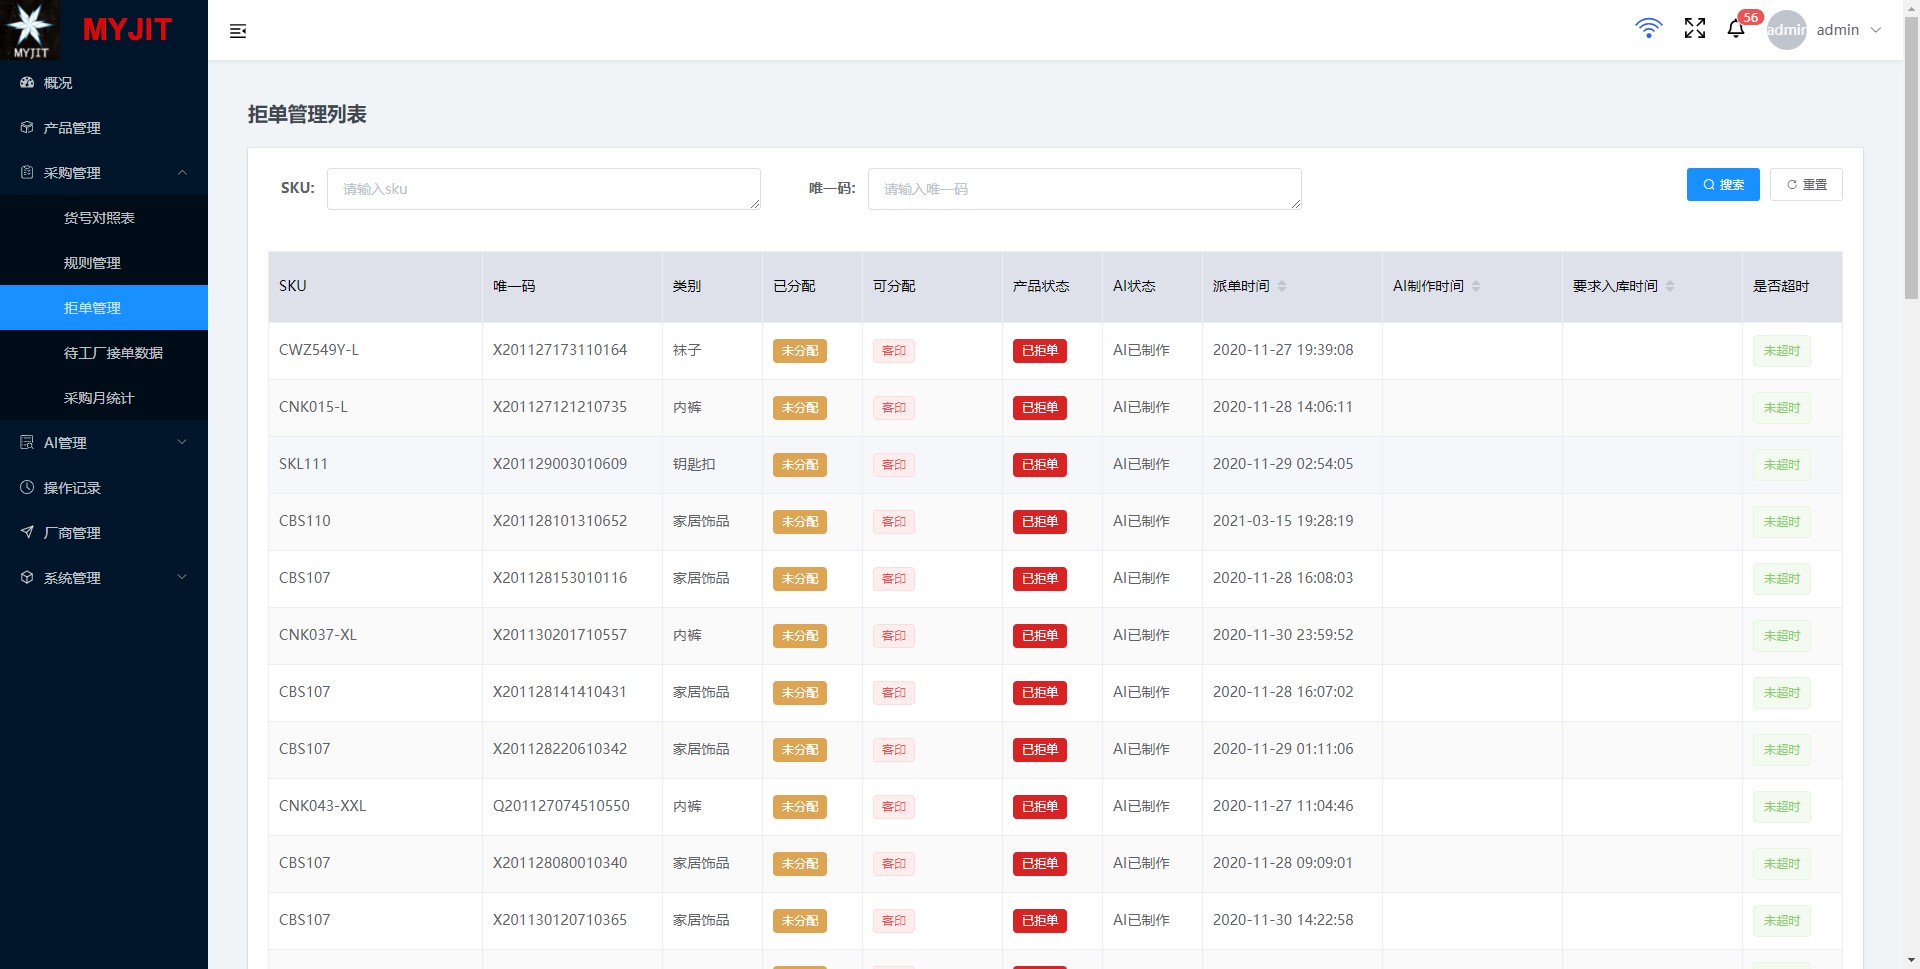 MYJIT
MYJIT
56
admin
admin
概况
产品管理
采购管理
货号对照表
规则管理
拒单管理
待工厂接单数据
采购月统计
AI管理
操作记录
厂商管理
系统管理
拒单管理列表
SKU: 请输入sku 唯一码: 请输入唯一码 搜索 重置
SKU 唯一码 类别 已分配 可分配 产品状态 AI状态 派单时间 AI制作时间 要求入库时间 是否超时
CWZ549Y-L X201127173110164 袜子 未分配 客印 已拒单 AI已制作 2020-11-27 19:39:08 未超时
CNK015-L X201127121210735 内裤 未分配 客印 已拒单 AI已制作 2020-11-28 14:06:11 未超时
SKL111 X201129003010609 钥匙扣 未分配 客印 已拒单 AI已制作 2020-11-29 02:54:05 未超时
CBS110 X201128101310652 家居饰品 未分配 客印 已拒单 AI已制作 2021-03-15 19:28:19 未超时
CBS107 X201128153010116 家居饰品 未分配 客印 已拒单 AI已制作 2020-11-28 16:08:03 未超时
CNK037-XL X201130201710557 内裤 未分配 客印 已拒单 AI已制作 2020-11-30 23:59:52 未超时
CBS107 X201128141410431 家居饰品 未分配 客印 已拒单 AI已制作 2020-11-28 16:07:02 未超时
CBS107 X201128220610342 家居饰品 未分配 客印 已拒单 AI已制作 2020-11-29 01:11:06 未超时
CNK043-XXL Q201127074510550 内裤 未分配 客印 已拒单 AI已制作 2020-11-27 11:04:46 未超时
CBS107 X201128080010340 家居饰品 未分配 客印 已拒单 AI已制作 2020-11-28 09:09:01 未超时
CBS107 X201130120710365 家居饰品 未分配 客印 已拒单 AI已制作 2020-11-30 14:22:58 未超时